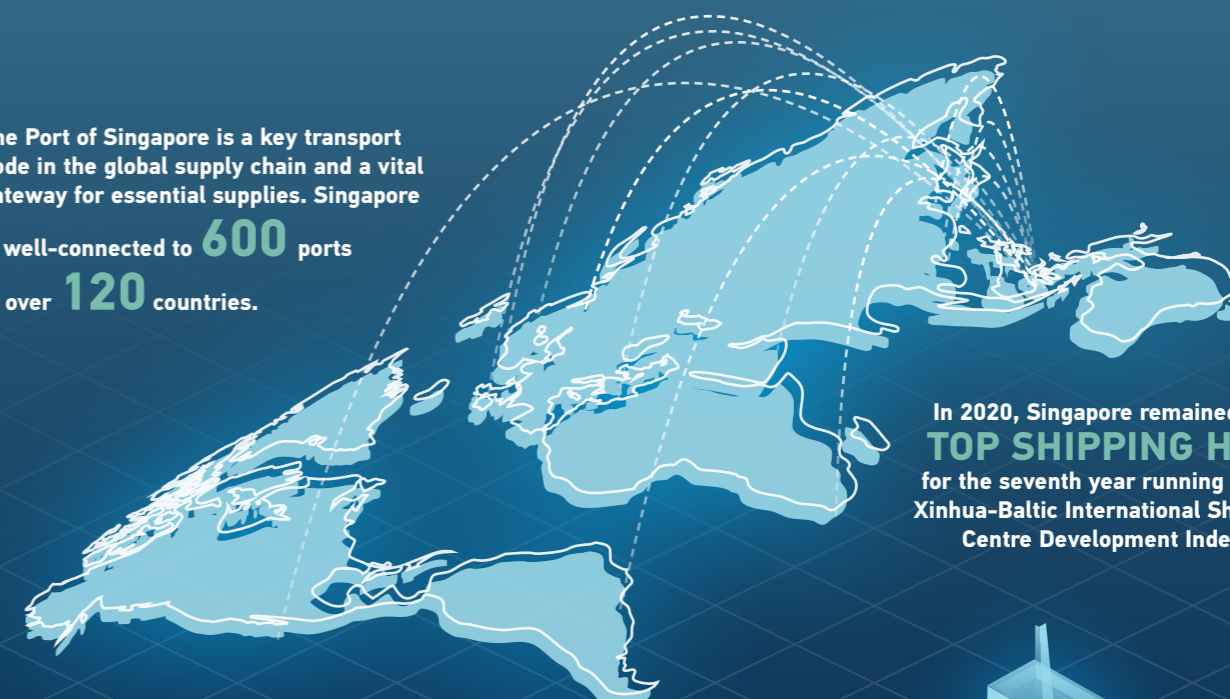 he Port of Singapore is a key transport
ode in the global supply chain and a vital
ateway for essential supplies. Singapore
well-connected to 600 ports
over 120 countries.
In 2020, Singapore remained
TOP SHIPPING H
for the seventh year running
Xinhua-Baltic International Sh
Centre Development Inde